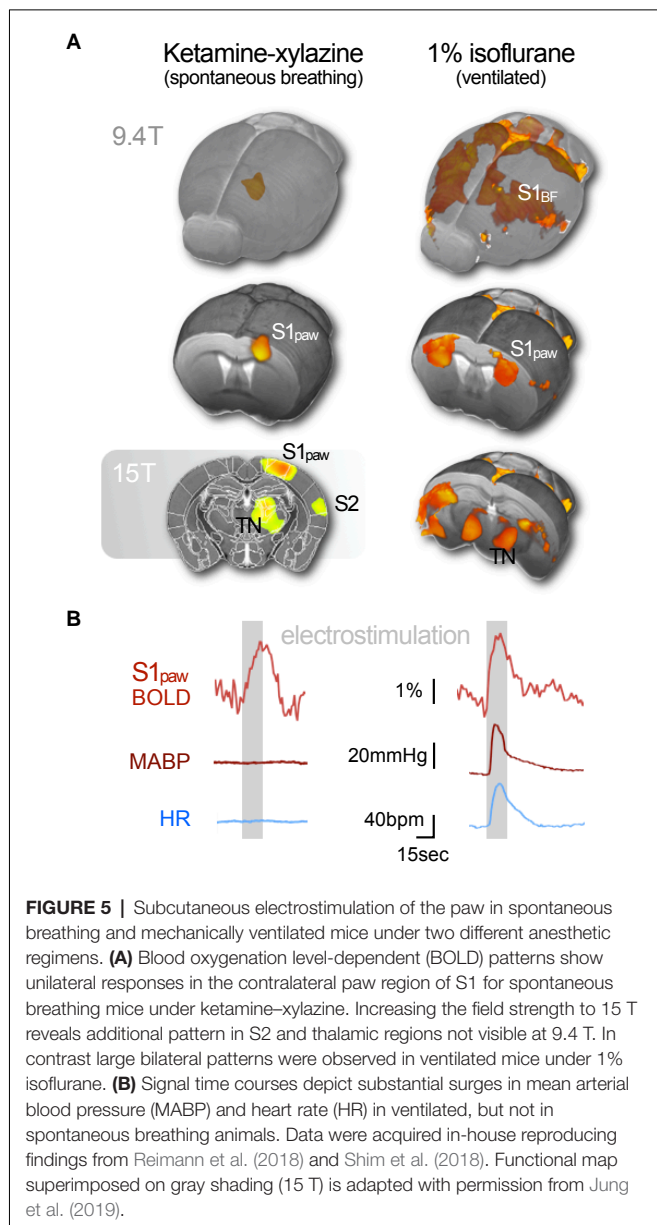 A
Ketamine-xylazine
(spontaneous breathing)
1% isoflurane
(ventilated)
9.4T
S1BF
S1paw
S1paw
15T
S1paw
S2
TN
TN
B
electrostimulation
S1paw
BOLD
1%
MABP
20mmHg
HR
40bpm
15sec
FIGURE 5 | Subcutaneous electrostimulation of the paw in spontaneous
breathing and mechanically ventilated mice under two different anesthetic
regimens. (A) Blood oxygenation level-dependent (BOLD) patterns show
unilateral responses in the contralateral paw region of S1 for spontaneous
breathing mice under ketamine–xylazine. Increasing the field strength to 15 T
reveals additional pattern in S2 and thalamic regions not visible at 9.4 T. In
contrast large bilateral patterns were observed in ventilated mice under 1%
isoflurane. (B) Signal time courses depict substantial surges in mean arterial
blood pressure (MABP) and heart rate (HR) in ventilated, but not in
spontaneous breathing animals. Data were acquired in-house reproducing
findings from Reimann et al. (2018) and Shim et al. (2018). Functional map
superimposed on gray shading (15 T) is adapted with permission from Jung
et al. (2019).